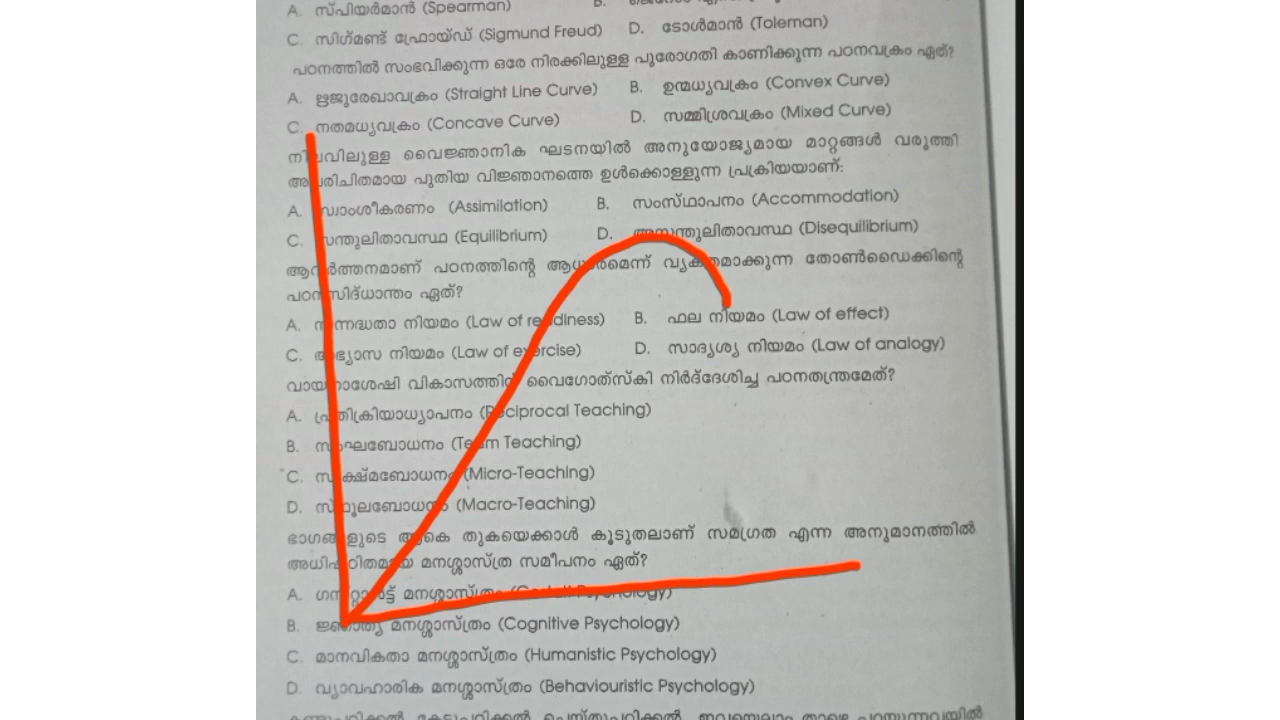 A. സ്പിയർമാൻ (Spearman) B.
C. സിഗ്മണ്ട് ഫ്രോയ്ഡ് (Sigmund Freud) D. ടോൾമാൻ (Toleman)
പഠനത്തിൽ സംഭവിക്കുന്ന ഒരേ നിരക്കിലുള്ള പുരോഗതി കാണിക്കുന്ന പഠനവക്രം ഏത്?
A. ഋജുരേഖാവക്രം (Straight Line Curve) B. ഉന്മധ്യവക്രം (Convex Curve)
C. നതമധ്യവക്രം (Concave Curve) D. സമ്മിശ്രവക്രം (Mixed Curve)
നിലവിലുള്ള വൈജ്ഞാനിക ഘടനയിൽ അനുയോജ്യമായ മാറ്റങ്ങൾ വരുത്തി
അപരിചിതമായ പുതിയ വിജ്ഞാനത്തെ ഉൾക്കൊള്ളുന്ന പ്രക്രിയയാണ്:
A. സ്വാംശീകരണം (Assimilation) B. സംസ്ഥാപനം (Accommodation)
C. സന്തുലിതാവസ്ഥ (Equilibrium) D. അസന്തുലിതാവസ്ഥ (Disequilibrium)
ആവർത്തനമാണ് പഠനത്തിന്റെ ആധാരമെന്ന് വ്യക്തമാക്കുന്ന തോൺഡൈക്കിന്റെ
പഠനസിദ്ധാന്തം ഏത്?
A. സന്നദ്ധതാ നിയമം (Law of readiness) B. ഫല നിയമം (Law of effect)
C. അഭ്യാസ നിയമം (Law of exercise) D. സാദൃശ്യ നിയമം (Law of analogy)
വായനാശേഷി വികാസത്തിന് വൈഗോത്സ്കി നിർദ്ദേശിച്ച പഠനതന്ത്രമേത്?
A. പ്രതിക്രിയാധ്യാപനം (Reciprocal Teaching)
B. സംഘബോധനം (Team Teaching)
C. സൂക്ഷ്മബോധനം (Micro-Teaching)
D. സ്ഥൂലബോധനം (Macro-Teaching)
ഭാഗങ്ങളുടെ ആകെ തുകയെക്കാൾ കൂടുതലാണ് സമഗ്രത എന്ന അനുമാനത്തിൽ
അധിഷ്ഠിതമായ മനശ്ശാസ്ത്ര സമീപനം ഏത്?
A. ഗസ്റ്റാൾട്ട് മനശ്ശാസ്ത്രം (Gestalt Psychology)
B. ജ്ഞാതൃ മനശ്ശാസ്ത്രം (Cognitive Psychology)
C. മാനവികതാ മനശ്ശാസ്ത്രം (Humanistic Psychology)
D. വ്യാവഹാരിക മനശ്ശാസ്ത്രം (Behaviouristic Psychology)